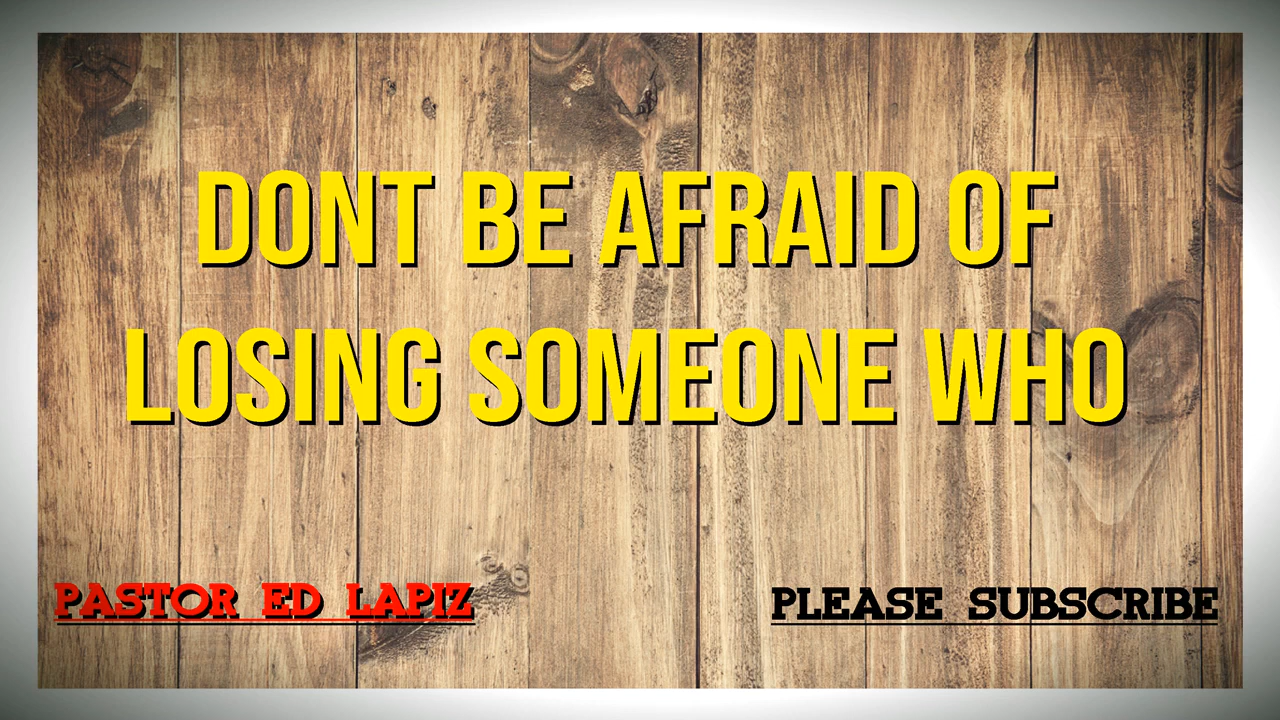 DONT BE AFRAID OF
LOSING SOMEONE WHO
PASTOR ED LAPIZ
PLEASE SUBSCRIBE